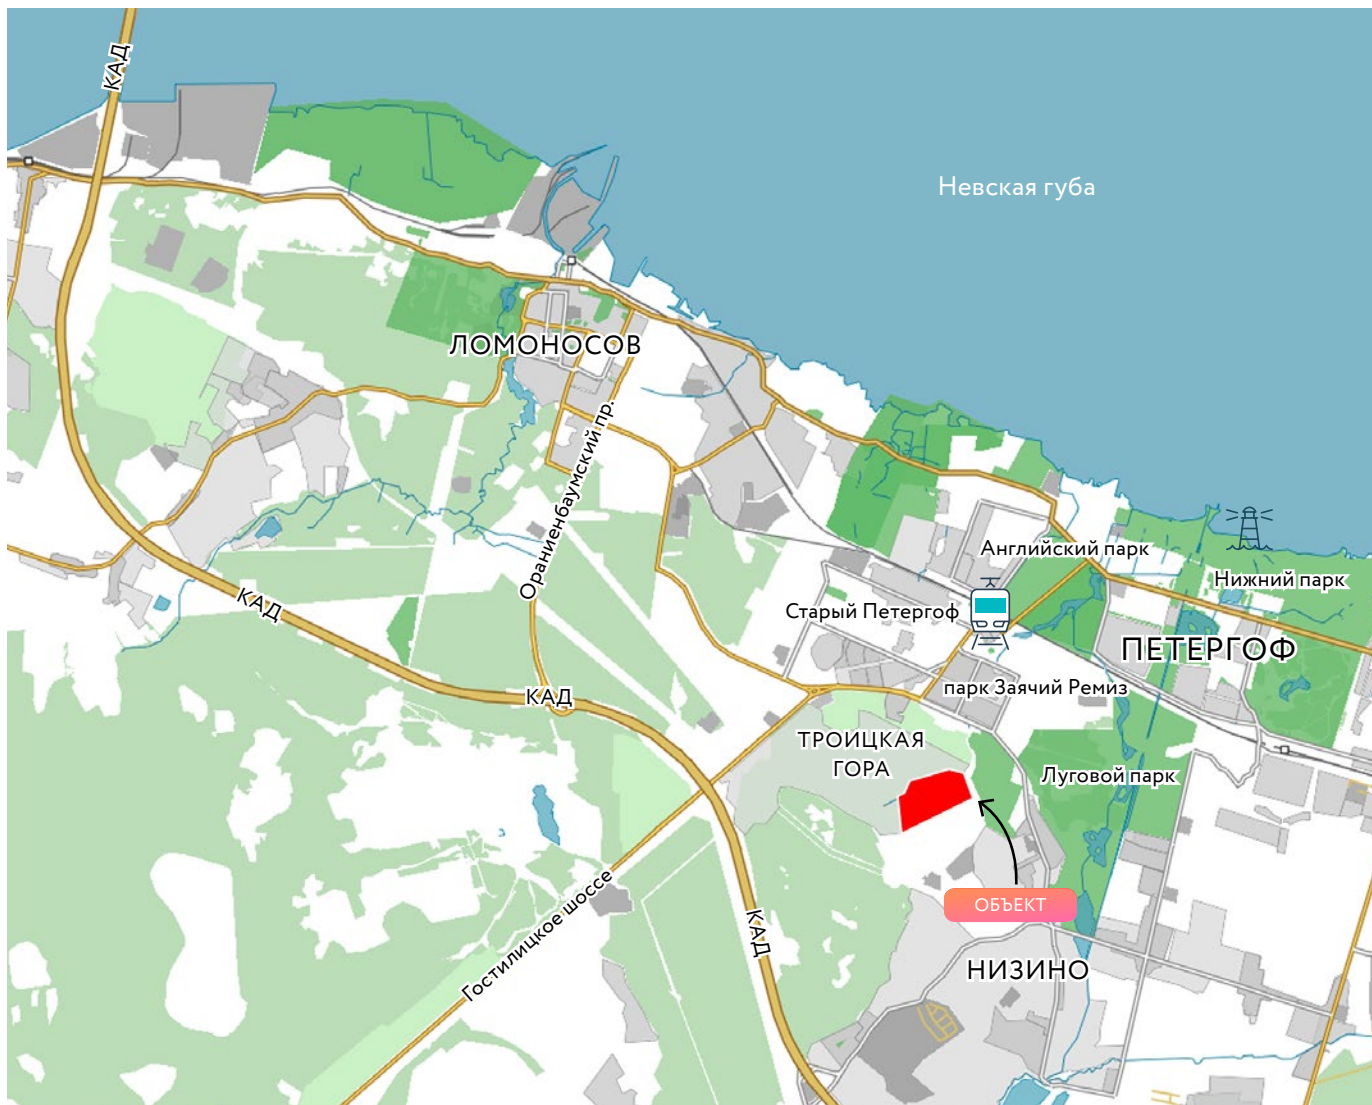 КАД
Невская губа
ЛОМОНОСОВ
Ораниенбаумский пр.
Английский парк
Нижний парк
Старый Петергоф
ПЕТЕРГОФ
КАД
парк Заячий Ремиз
КАД
ТРОИЦКАЯ
ГОРА
Луговой парк
Гостилицкое шоссе
ОБЪЕКТ
КАД
НИЗИНО